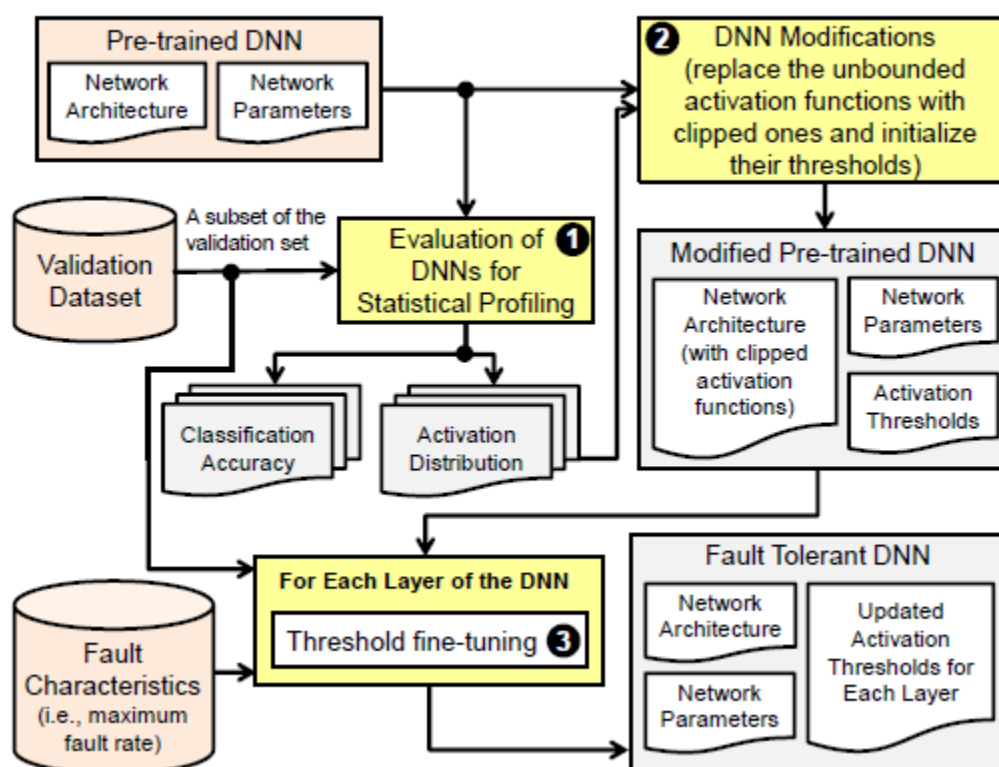 Pre-trained DNN
Network
Architecture
Network
Parameters
2
DNN Modifications
(replace the unbounded
activation functions with
clipped ones and initialize
their thresholds)
Validation
Dataset
A subset of the
validation set
Evaluation of
DNNs for
Statistical Profiling
1
Classification
Accuracy
Activation
Distribution
Modified Pre-trained DNN
Network
Architecture
(with clipped
activation
functions)
Network
Parameters
Activation
Thresholds
Fault
Characteristics
(i.e., maximum
fault rate)
For Each Layer of the DNN
Threshold fine-tuning 3
Fault Tolerant DNN
Network
Architecture
Network
Parameters
Updated
Activation
Thresholds for
Each Layer